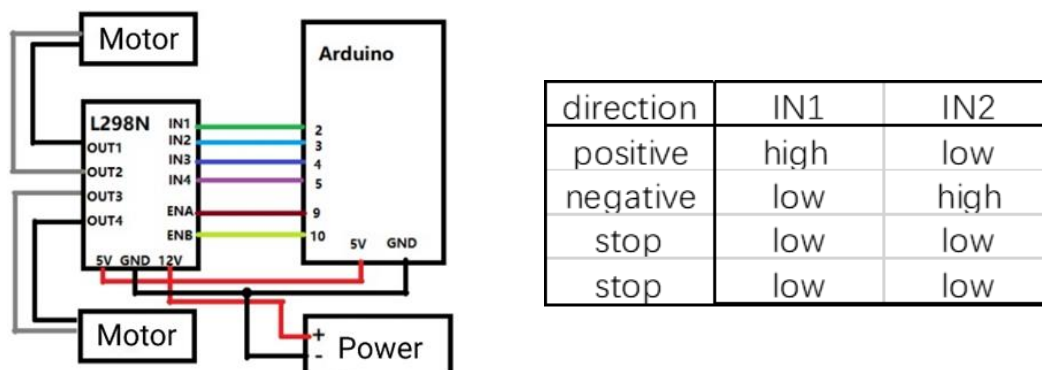 Motor
Arduino
L298N
IN1
IN2
IN3
IN4
ENA
ENB
OUT1
OUT2
OUT3
OUT4
5V GND 12V
2
3
4
5
9
10
5V GND
Motor
+
-
Power
direction IN1 IN2
positive high low
negative low high
stop low low
stop low low